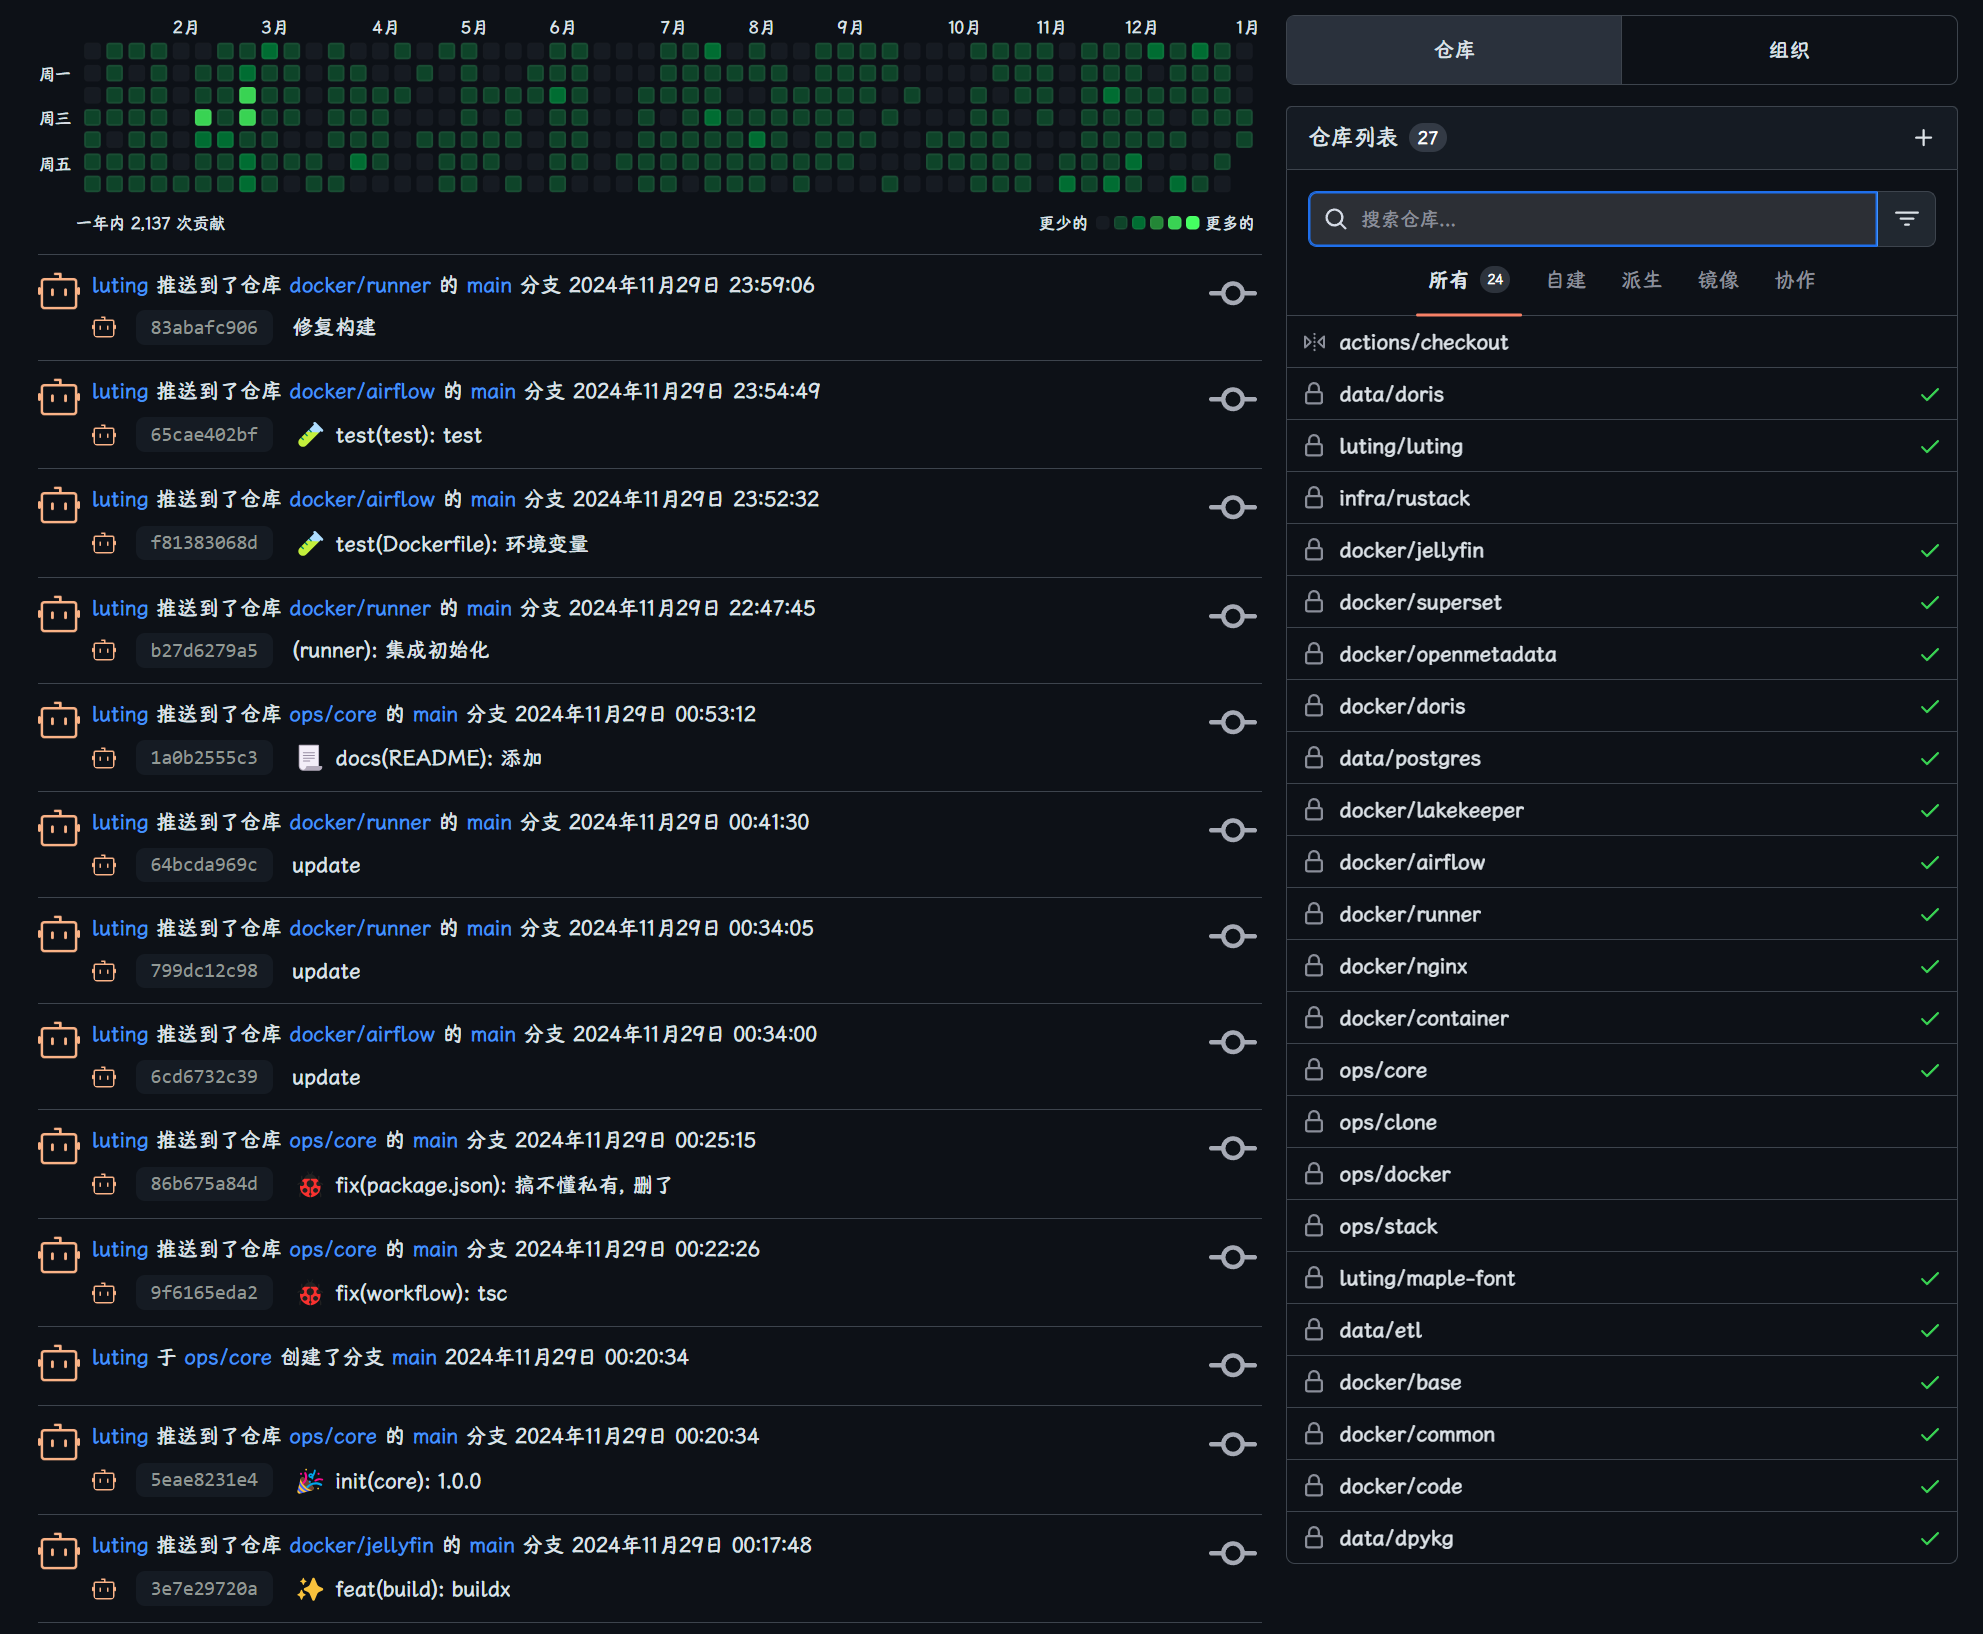 2月 3月 4月 5月 6月 7月 8月 9月 10月 11月 12月 1月
周一
周三
周五
一年内 2,137 次贡献
更少的 更多的
luting 推送到了仓库 docker/runner 的 main 分支 2024年11月29日 23:59:06
83abafc906 修复构建
luting 推送到了仓库 docker/airflow 的 main 分支 2024年11月29日 23:54:49
65cae402bf test(test): test
luting 推送到了仓库 docker/airflow 的 main 分支 2024年11月29日 23:52:32
f81383068d test(Dockerfile): 环境变量
luting 推送到了仓库 docker/runner 的 main 分支 2024年11月29日 22:47:45
b27d6279a5 (runner): 集成初始化
luting 推送到了仓库 ops/core 的 main 分支 2024年11月29日 00:53:12
1a0b2555c3 docs(README): 添加
luting 推送到了仓库 docker/runner 的 main 分支 2024年11月29日 00:41:30
64bcda969c update
luting 推送到了仓库 docker/runner 的 main 分支 2024年11月29日 00:34:05
799dc12c98 update
luting 推送到了仓库 docker/airflow 的 main 分支 2024年11月29日 00:34:00
6cd6732c39 update
luting 推送到了仓库 ops/core 的 main 分支 2024年11月29日 00:25:15
86b675a84d fix(package.json): 搞不懂私有, 删了
luting 推送到了仓库 ops/core 的 main 分支 2024年11月29日 00:22:26
9f6165eda2 fix(workflow): tsc
luting 于 ops/core 创建了分支 main 2024年11月29日 00:20:34
luting 推送到了仓库 ops/core 的 main 分支 2024年11月29日 00:20:34
5eae8231e4 init(core): 1.0.0
luting 推送到了仓库 docker/jellyfin 的 main 分支 2024年11月29日 00:17:48
3e7e29720a feat(build): buildx
仓库 组织
仓库列表 27
搜索仓库...
所有 24 自建 派生 镜像 协作
actions/checkout
data/doris
luting/luting
infra/rustack
docker/jellyfin
docker/superset
docker/openmetadata
docker/doris
data/postgres
docker/lakekeeper
docker/airflow
docker/runner
docker/nginx
docker/container
ops/core
ops/clone
ops/docker
ops/stack
luting/maple-font
data/etl
docker/base
docker/common
docker/code
data/dpykg